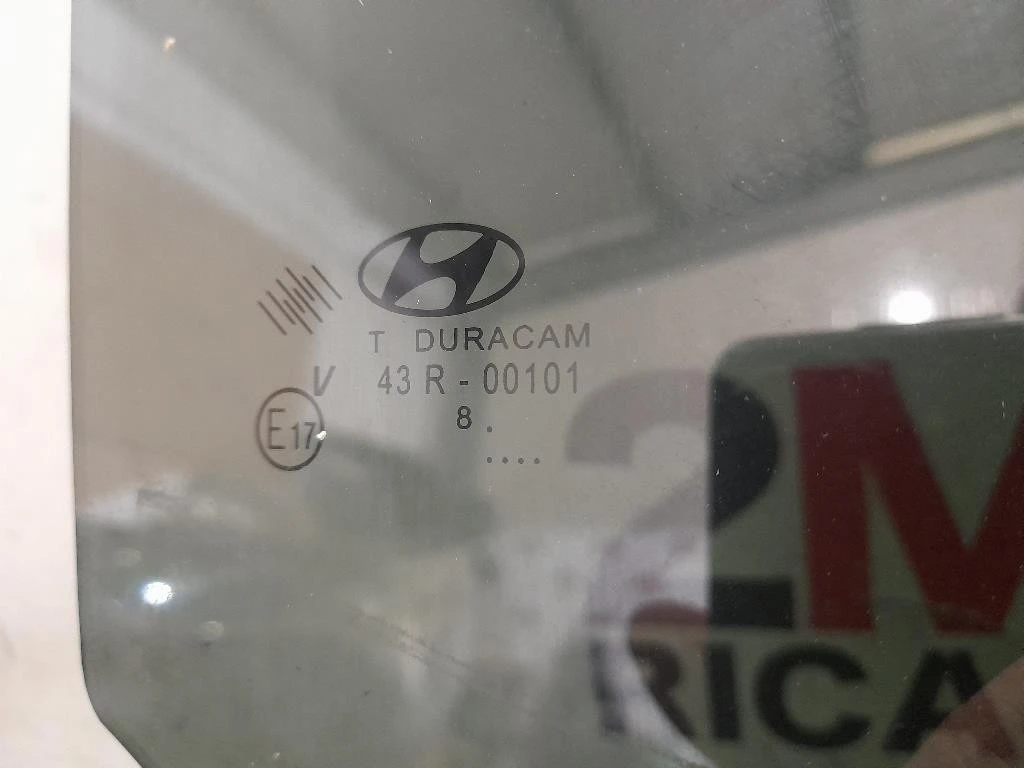 T DURACAM
V 43 R - 00101
8 .
E17 ....
2M
RICA